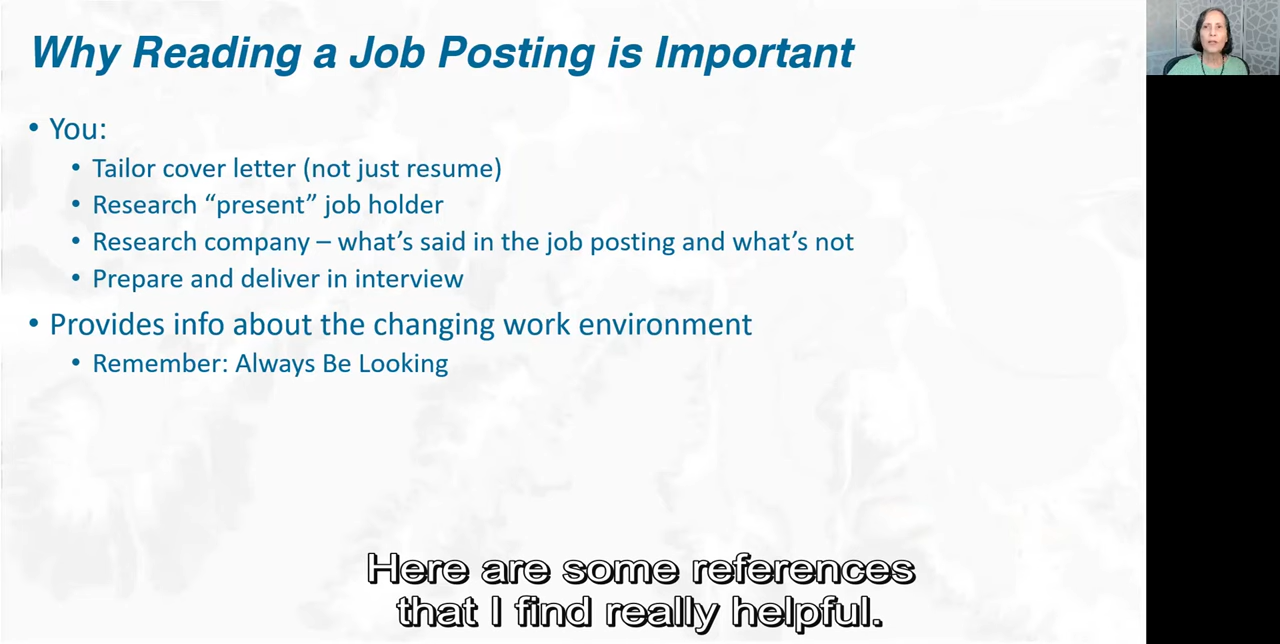 Why Reading a Job Posting is Important
• You:
• Tailor cover letter (not just resume)
• Research “present” job holder
• Research company – what’s said in the job posting and what’s not
• Prepare and deliver in interview
• Provides info about the changing work environment
• Remember: Always Be Looking
Here are some references
that I find really helpful.